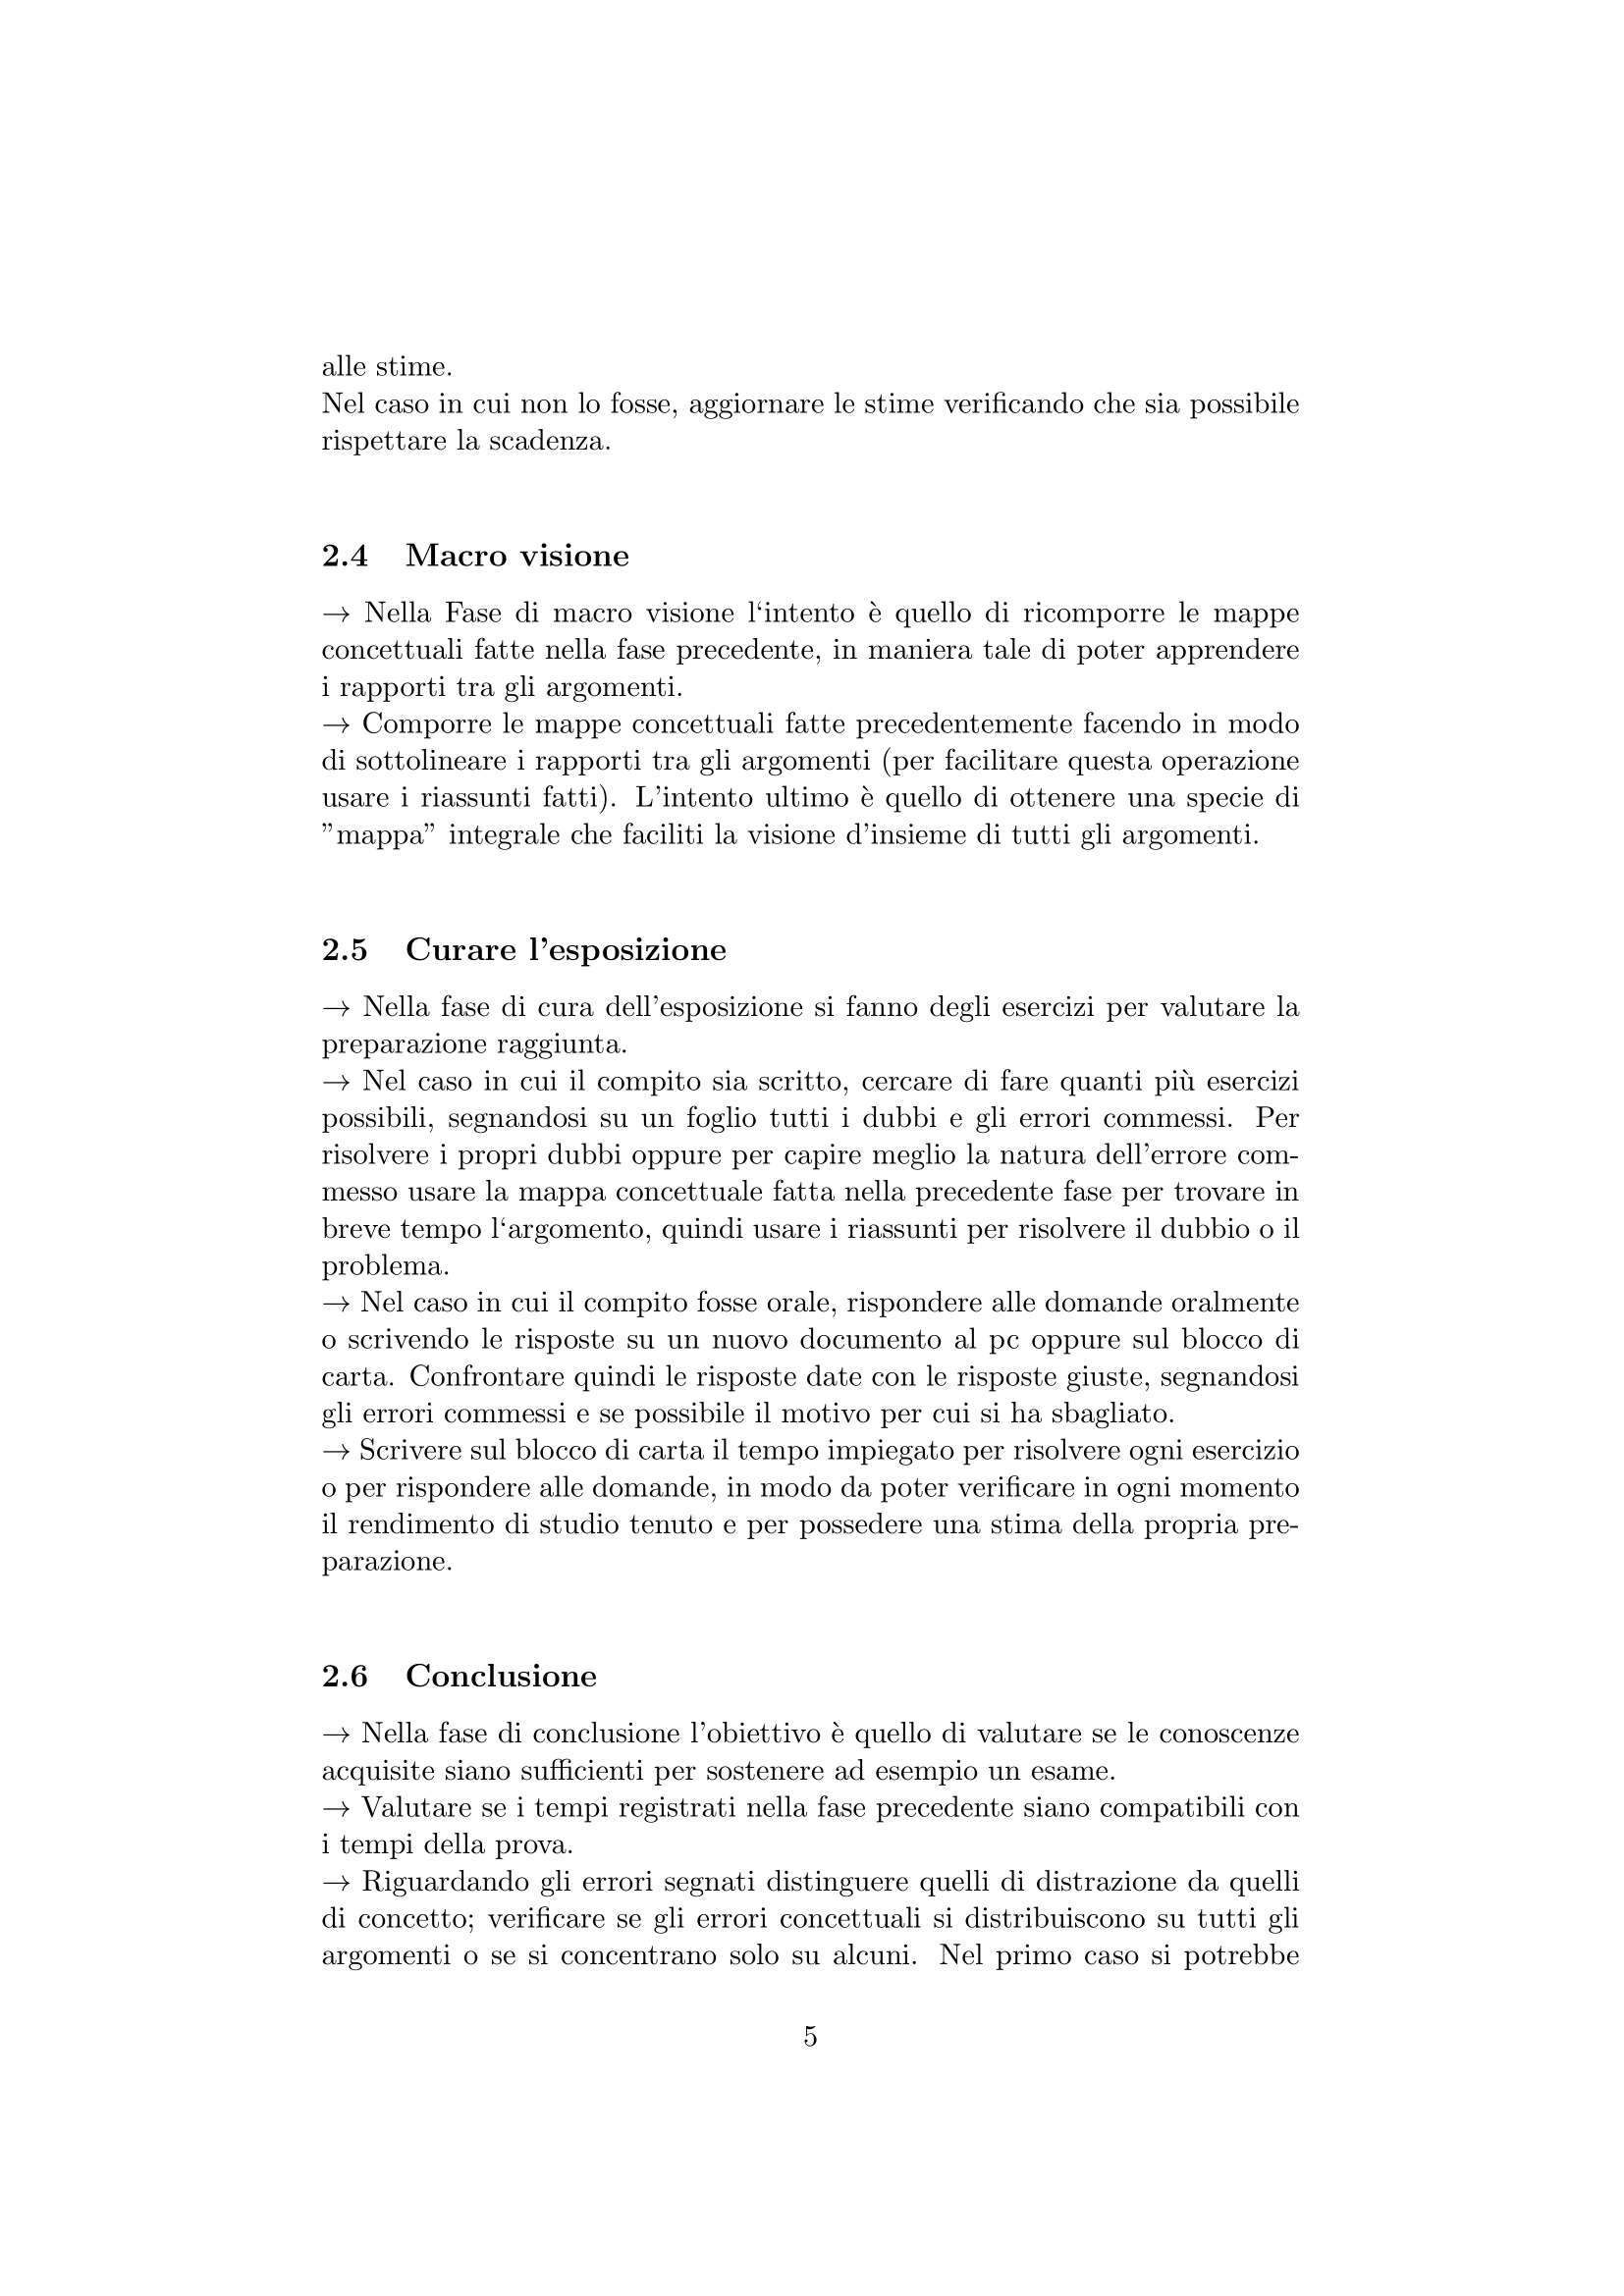 alle stime.
Nel caso in cui non lo fosse, aggiornare le stime verificando che sia possibile
rispettare la scadenza.
2.4 Macro visione
→ Nella Fase di macro visione l‘intento è quello di ricomporre le mappe
concettuali fatte nella fase precedente, in maniera tale di poter apprendere
i rapporti tra gli argomenti.
→ Comporre le mappe concettuali fatte precedentemente facendo in modo
di sottolineare i rapporti tra gli argomenti (per facilitare questa operazione
usare i riassunti fatti). L’intento ultimo è quello di ottenere una specie di
”mappa” integrale che faciliti la visione d’insieme di tutti gli argomenti.
2.5 Curare l’esposizione
→ Nella fase di cura dell’esposizione si fanno degli esercizi per valutare la
preparazione raggiunta.
→ Nel caso in cui il compito sia scritto, cercare di fare quanti più esercizi
possibili, segnandosi su un foglio tutti i dubbi e gli errori commessi. Per
risolvere i propri dubbi oppure per capire meglio la natura dell’errore com-
messo usare la mappa concettuale fatta nella precedente fase per trovare in
breve tempo l‘argomento, quindi usare i riassunti per risolvere il dubbio o il
problema.
→ Nel caso in cui il compito fosse orale, rispondere alle domande oralmente
o scrivendo le risposte su un nuovo documento al pc oppure sul blocco di
carta. Confrontare quindi le risposte date con le risposte giuste, segnandosi
gli errori commessi e se possibile il motivo per cui si ha sbagliato.
→ Scrivere sul blocco di carta il tempo impiegato per risolvere ogni esercizio
o per rispondere alle domande, in modo da poter verificare in ogni momento
il rendimento di studio tenuto e per possedere una stima della propria pre-
parazione.
2.6 Conclusione
→ Nella fase di conclusione l’obiettivo è quello di valutare se le conoscenze
acquisite siano sufficienti per sostenere ad esempio un esame.
→ Valutare se i tempi registrati nella fase precedente siano compatibili con
i tempi della prova.
→ Riguardando gli errori segnati distinguere quelli di distrazione da quelli
di concetto; verificare se gli errori concettuali si distribuiscono su tutti gli
argomenti o se si concentrano solo su alcuni. Nel primo caso si potrebbe
5